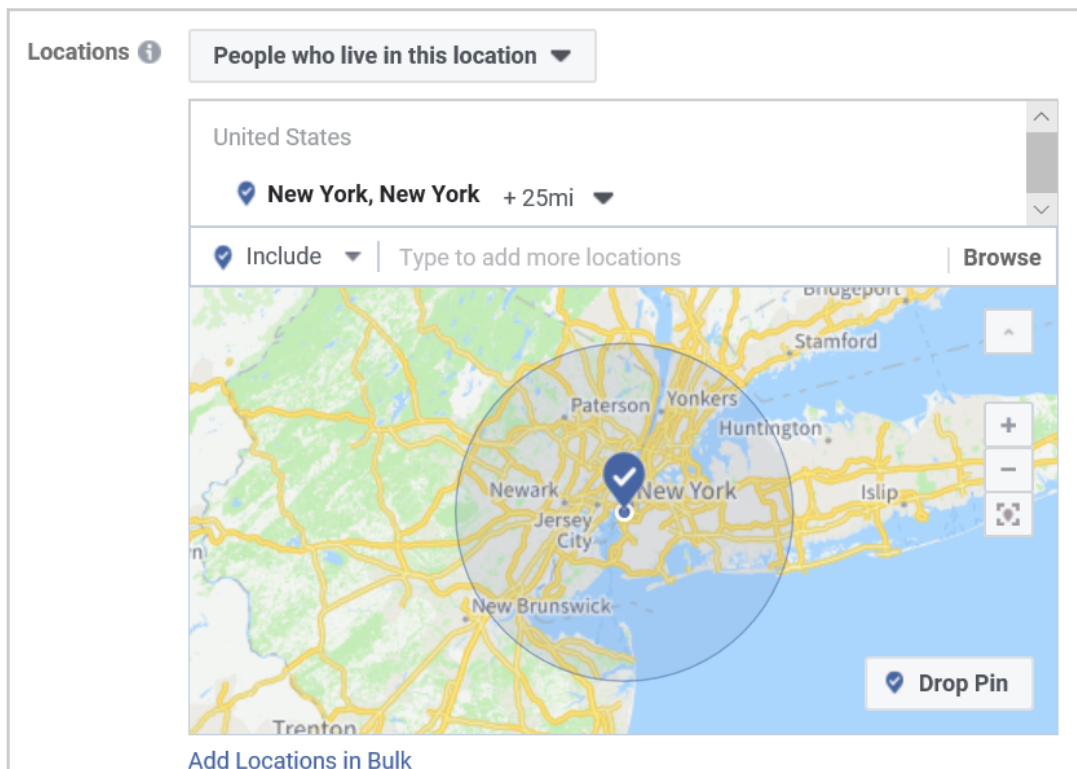 Locations
People who live in this location
United States
New York, New York + 25mi
Include Type to add more locations Browse
Bridgeport
Stamford
Paterson Yonkers
Huntington
Newark New York Islip
Jersey
City
New Brunswick
Drop Pin
Trenton
Add Locations in Bulk